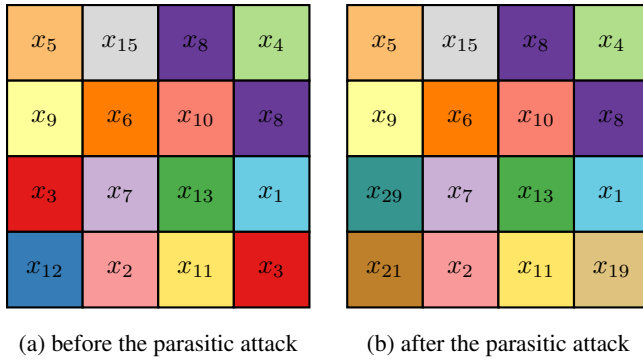 x₅ x₁₅ x₈ x₄ x₅ x₁₅ x₈ x₄
x₉ x₆ x₁₀ x₈ x₉ x₆ x₁₀ x₈
x₃ x₇ x₁₃ x₁ x₂₉ x₇ x₁₃ x₁
x₁₂ x₂ x₁₁ x₃ x₂₁ x₂ x₁₁ x₁₉
(a) before the parasitic attack (b) after the parasitic attack